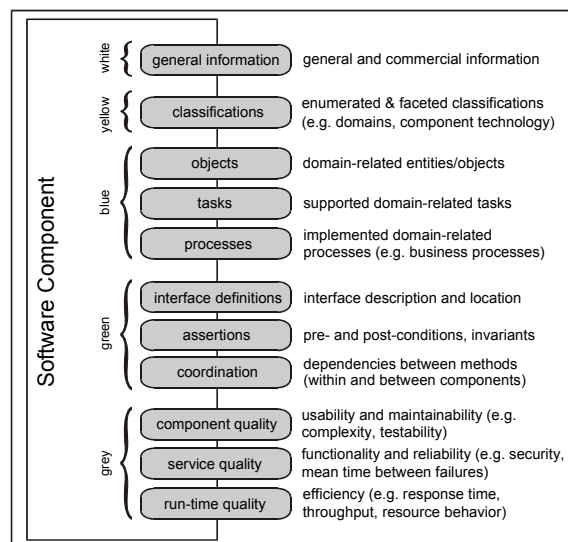 Software Component
white
general information
general and commercial information
yellow
classifications
enumerated & faceted classifications
(e.g. domains, component technology)
blue
objects
domain-related entities/objects
tasks
supported domain-related tasks
processes
implemented domain-related
processes (e.g. business processes)
green
interface definitions
interface description and location
assertions
pre- and post-conditions, invariants
coordination
dependencies between methods
(within and between components)
grey
component quality
usability and maintainability (e.g.
complexity, testability)
service quality
functionality and reliability (e.g. security,
mean time between failures)
run-time quality
efficiency (e.g. response time,
throughput, resource behavior)